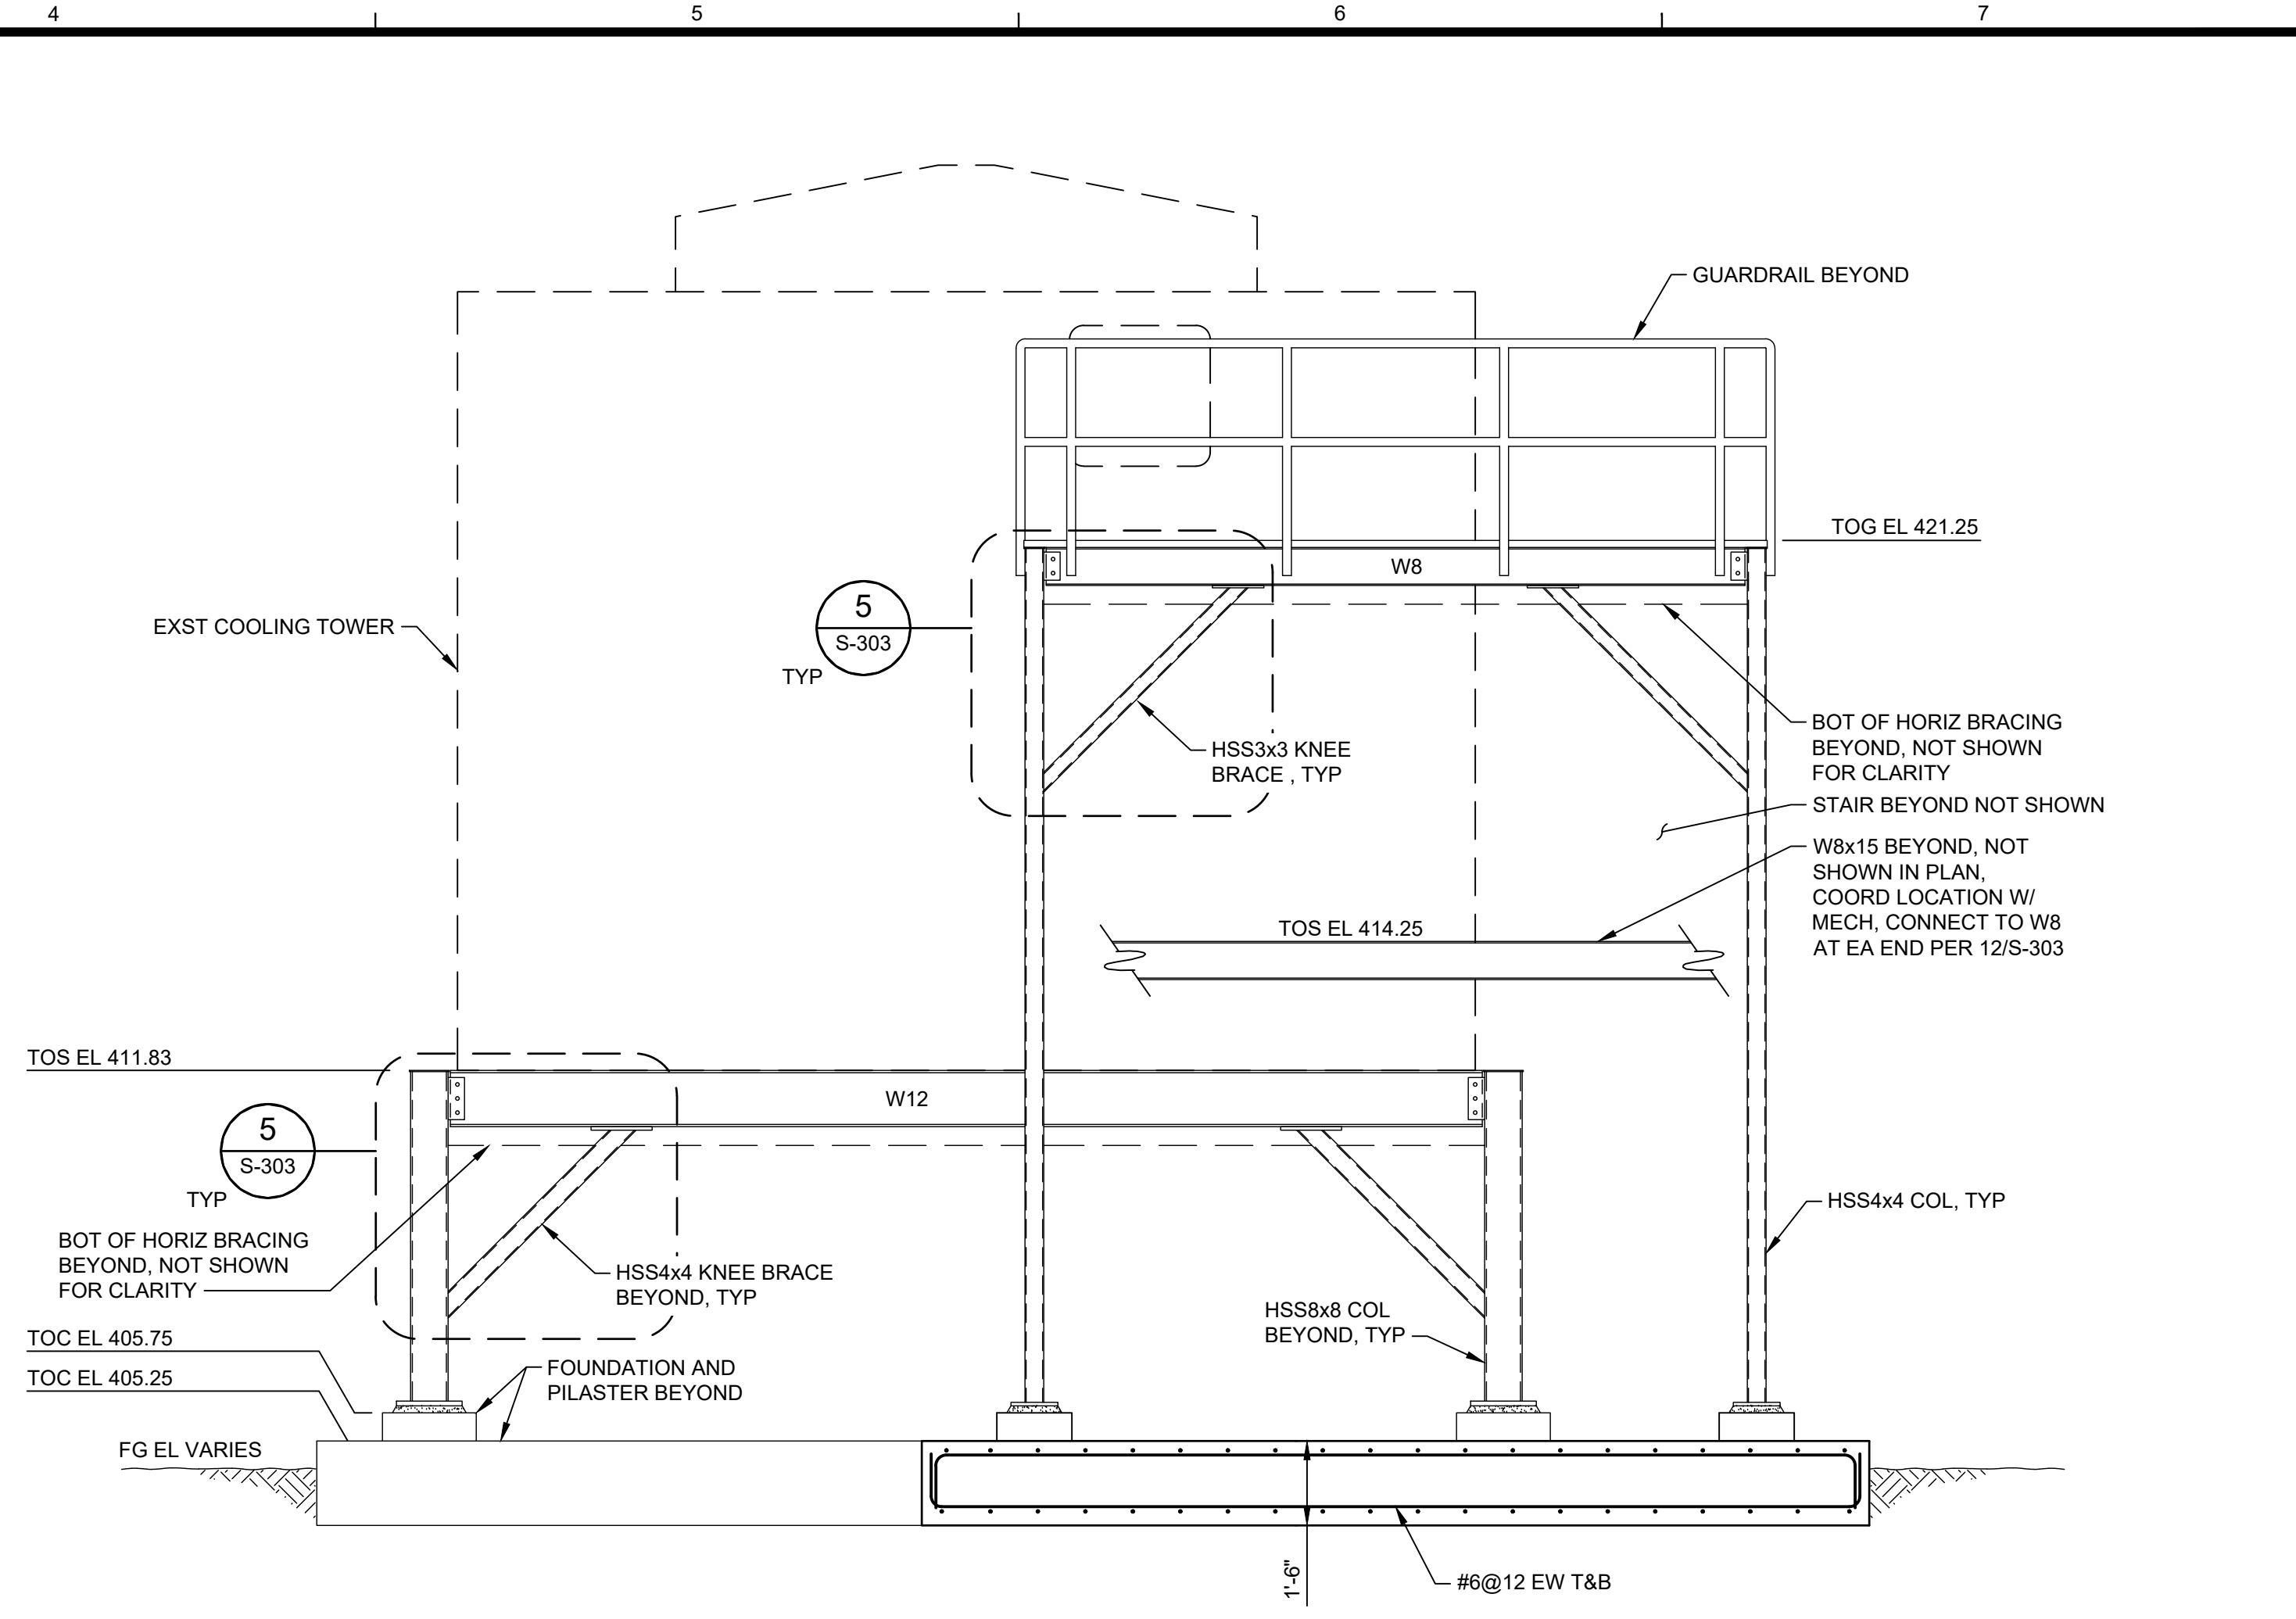 4
5
6
7
GUARDRAIL BEYOND
TOG EL 421.25
W8
5
S-303
TYP
EXST COOLING TOWER
BOT OF HORIZ BRACING
BEYOND, NOT SHOWN
FOR CLARITY
HSS3x3 KNEE
BRACE , TYP
STAIR BEYOND NOT SHOWN
W8x15 BEYOND, NOT
SHOWN IN PLAN,
COORD LOCATION W/
MECH, CONNECT TO W8
AT EA END PER 12/S-303
TOS EL 414.25
TOS EL 411.83
W12
5
S-303
TYP
BOT OF HORIZ BRACING
BEYOND, NOT SHOWN
FOR CLARITY
HSS4x4 KNEE BRACE
BEYOND, TYP
HSS4x4 COL, TYP
HSS8x8 COL
BEYOND, TYP
TOC EL 405.75
TOC EL 405.25
FOUNDATION AND
PILASTER BEYOND
FG EL VARIES
1'-6"
#6@12 EW T&B